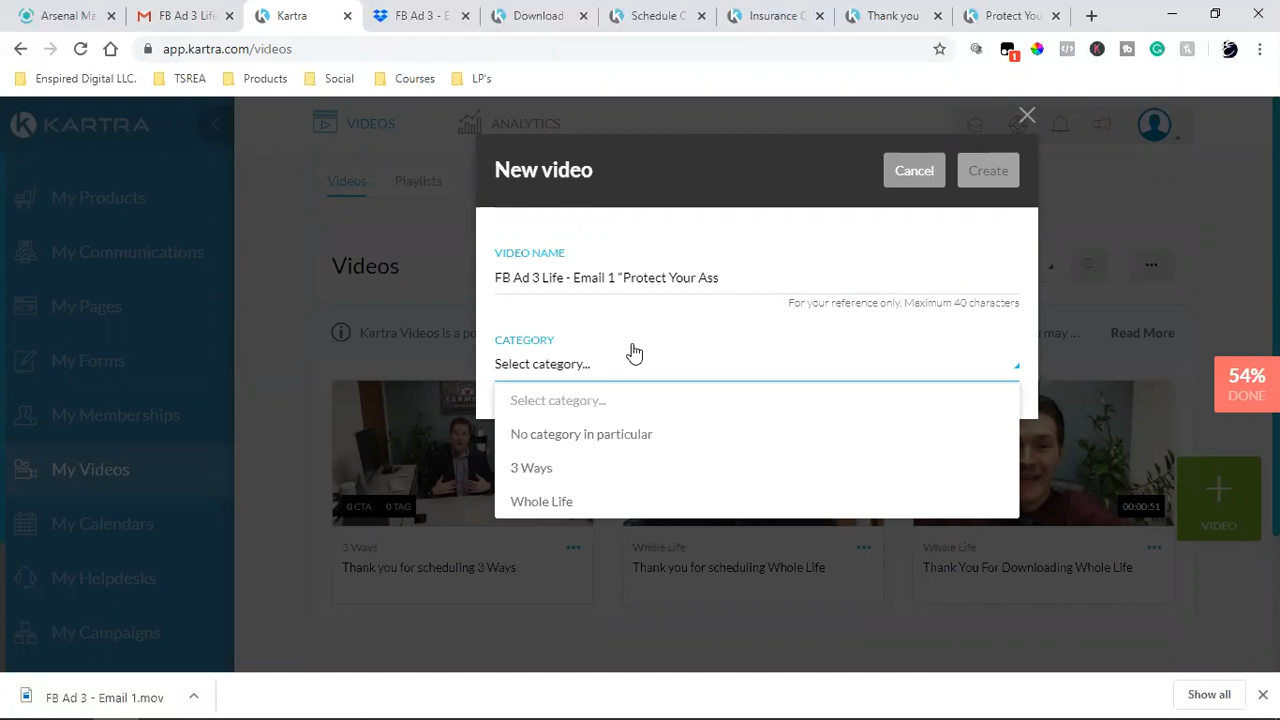 Arsenal Ma
FB Ad 3 Life
Kartra
FB Ad 3 - E
Download
Schedule C
Insurance C
Thank you
Protect You
app.kartra.com/videos
1
Enspired Digital LLC.
TSREA
Products
Social
Courses
LP's
KARTRA
VIDEOS
ANALYTICS
New video
Cancel
Create
Videos
Playlists
My Products
My Communications
My Pages
My Forms
My Memberships
My Videos
My Calendars
My Helpdesks
My Campaigns
Videos
VIDEO NAME
FB Ad 3 Life - Email 1 "Protect Your Ass
For your reference only. Maximum 40 characters
Kartra Videos is a po
may ...
Read More
CATEGORY
Select category...
Select category...
No category in particular
3 Ways
Whole Life
54%
DONE
0 CTA
0 TAG
00:00:51
VIDEO
3 Ways
Thank you for scheduling 3 Ways
Whole Life
Thank you for scheduling Whole Life
Whole Life
Thank You For Downloading Whole Life
FB Ad 3 - Email 1.mov
Show all